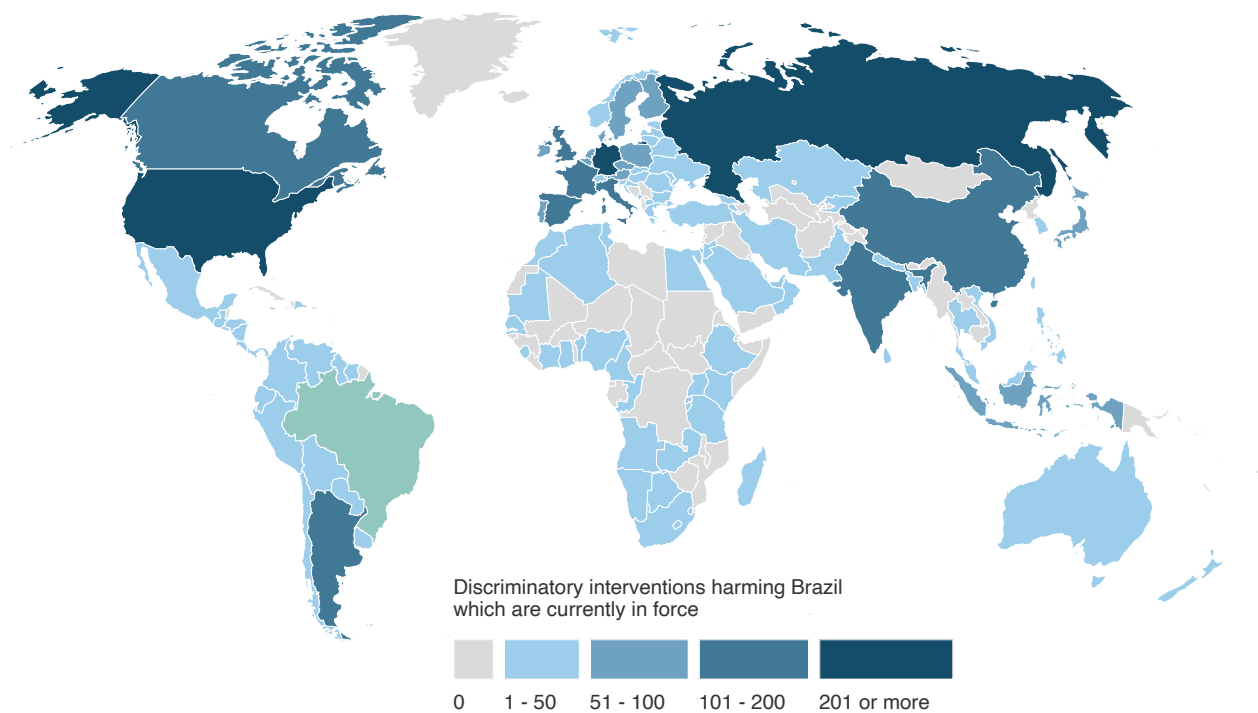 Discriminatory interventions harming Brazil
which are currently in force
0 1 - 50 51 - 100 101 - 200 201 or more